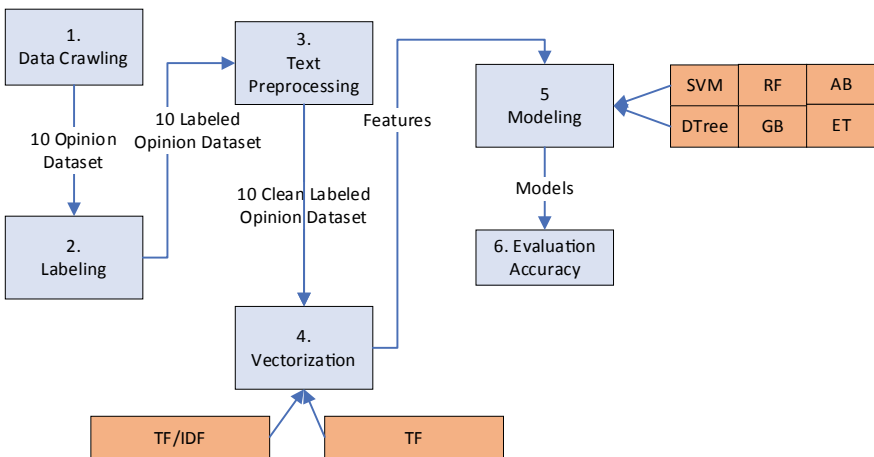 1.
Data Crawling
10 Opinion
Dataset
2.
Labeling
10 Labeled
Opinion Dataset
3.
Text
Preprocessing
10 Clean Labeled
Opinion Dataset
4.
Vectorization
TF/IDF
TF
Features
5
Modeling
SVM
RF
AB
DTree
GB
ET
Models
6. Evaluation
Accuracy